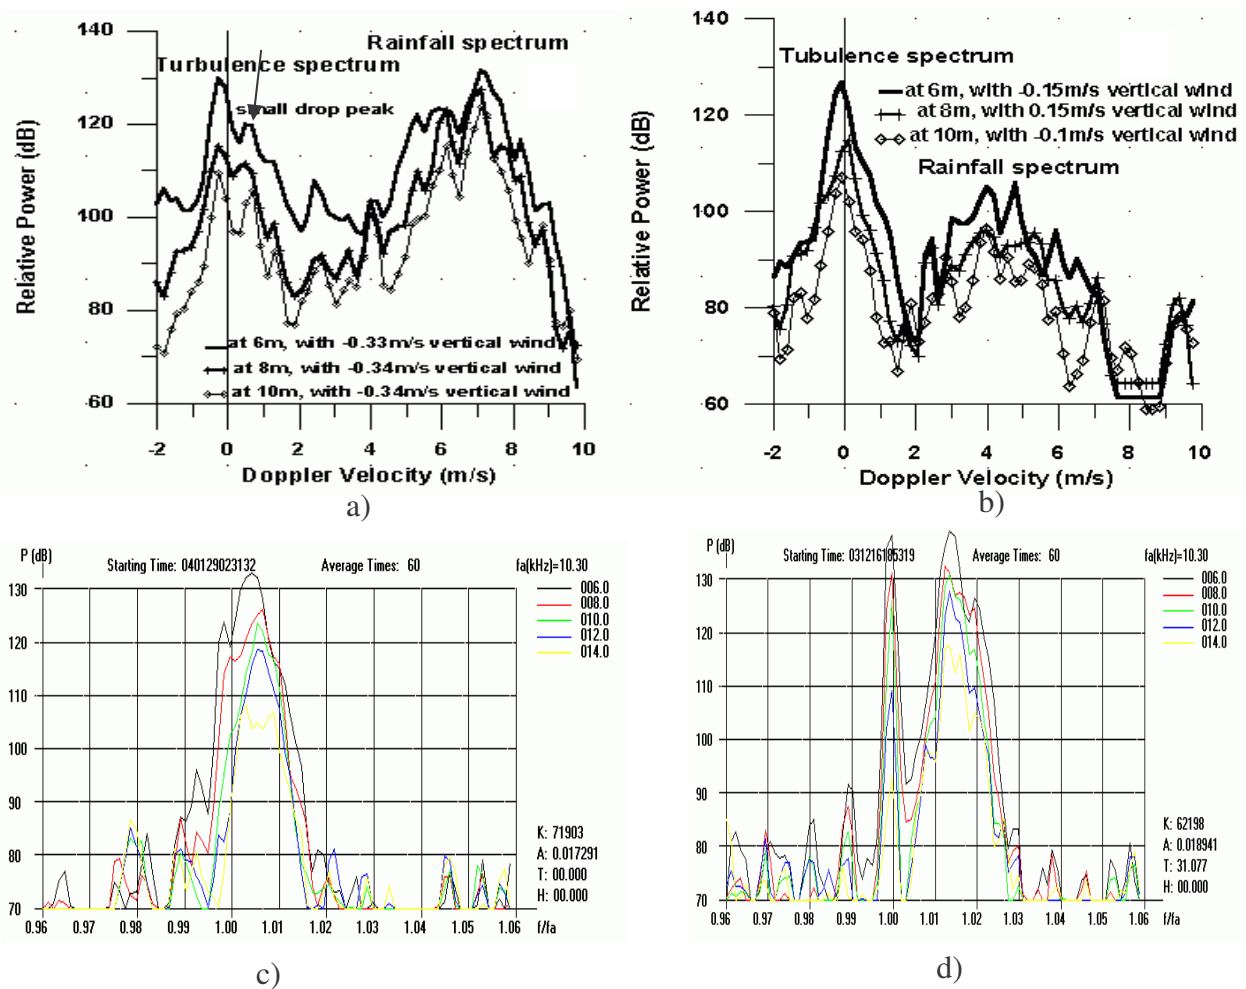 140
Rainfall spectrum
Turbulence spectrum
small drop peak
120
100
80
60
Relative Power (dB)
at 6m, with -0.33m/s vertical wind
at 8m, with -0.34m/s vertical wind
at 10m, with -0.34m/s vertical wind
-2 0 2 4 6 8 10
Doppler Velocity (m/s)
a)
140
Tubulence spectrum
at 6m, with -0.15m/s vertical wind
at 8m, with 0.15m/s vertical wind
at 10m, with -0.1m/s vertical wind
Rainfall spectrum
120
100
80
60
Relative Power (dB)
-2 0 2 4 6 8 10
Doppler Velocity (m/s)
b)
P (dB)
Starting Time: 040129023132 Average Times: 60 fa(kHz)=10.30
130
120
110
100
90
80
70
006.0
008.0
010.0
012.0
014.0
K: 71903
A: 0.017291
T: 00.000
H: 00.000
0.96 0.97 0.98 0.99 1.00 1.01 1.02 1.03 1.04 1.05 1.06 f/fa
c)
P (dB)
Starting Time: 031216195319 Average Times: 60 fa(kHz)=10.30
130
120
110
100
90
80
70
006.0
008.0
010.0
012.0
014.0
K: 62198
A: 0.018941
T: 31.077
H: 00.000
0.96 0.97 0.98 0.99 1.00 1.01 1.02 1.03 1.04 1.05 1.06 f/fa
d)